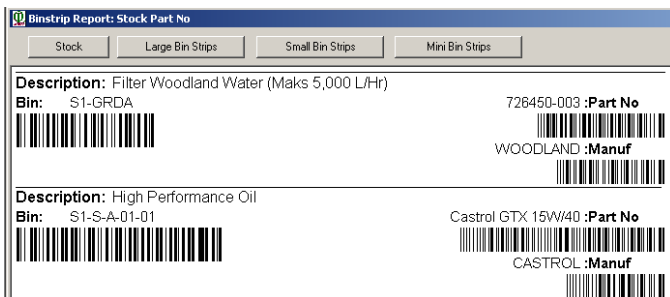 Binstrip Report: Stock Part No
Stock Large Bin Strips Small Bin Strips Mini Bin Strips
Description: Filter Woodland Water (Maks 5,000 L/Hr)
Bin: S1-GRDA 726450-003 :Part No
WOODLAND :Manuf
Description: High Performance Oil
Bin: S1-S-A-01-01 Castrol GTX 15W/40 :Part No
CASTROL :Manuf